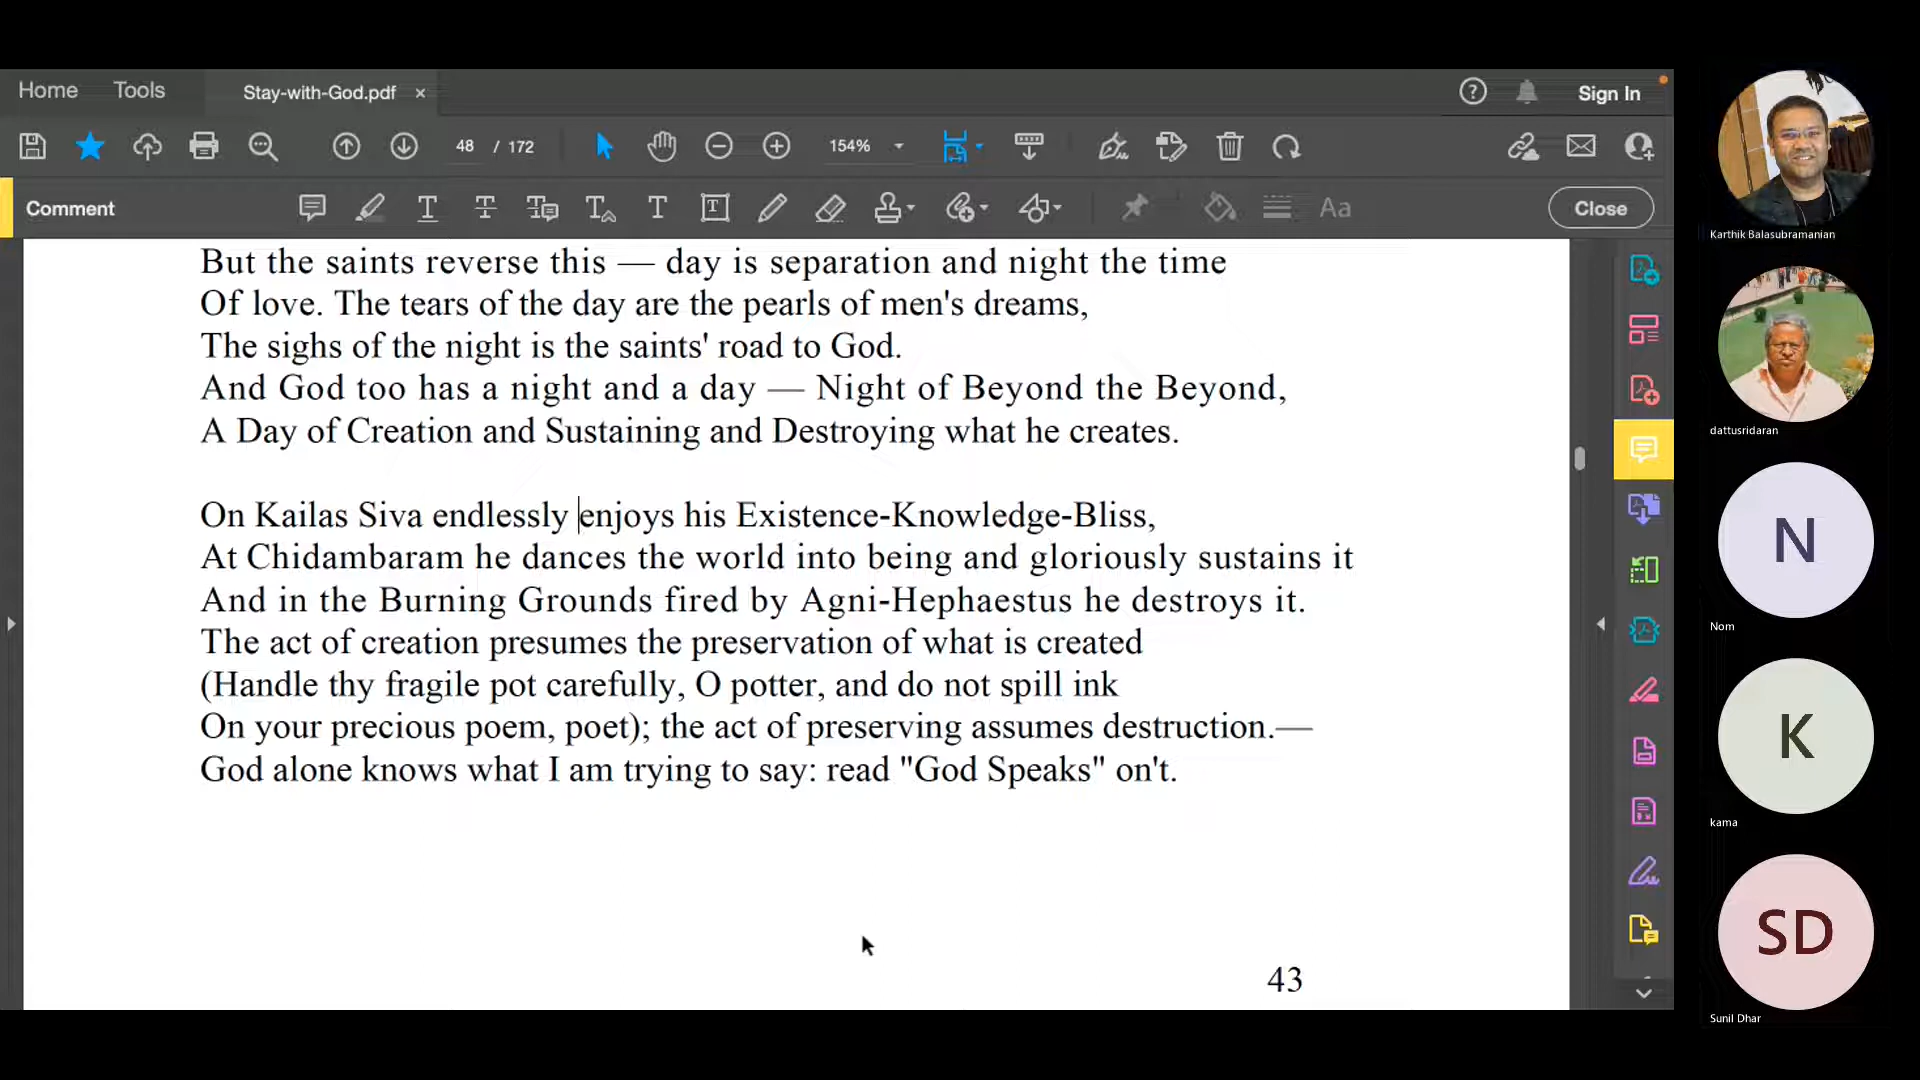 Home Tools Stay-with-God.pdf × Sign In
48 / 172 154%
Comment Close
But the saints reverse this — day is separation and night the time
Of love. The tears of the day are the pearls of men's dreams,
The sighs of the night is the saints' road to God.
And God too has a night and a day — Night of Beyond the Beyond,
A Day of Creation and Sustaining and Destroying what he creates.
On Kailas Siva endlessly enjoys his Existence-Knowledge-Bliss,
At Chidambaram he dances the world into being and gloriously sustains it
And in the Burning Grounds fired by Agni-Hephaestus he destroys it.
The act of creation presumes the preservation of what is created
(Handle thy fragile pot carefully, O potter, and do not spill ink
On your precious poem, poet); the act of preserving assumes destruction.—
God alone knows what I am trying to say: read "God Speaks" on't.
43
Karthik Balasubramanian
dattusridaran
N
Nom
K
kama
SD
Sunil Dhar